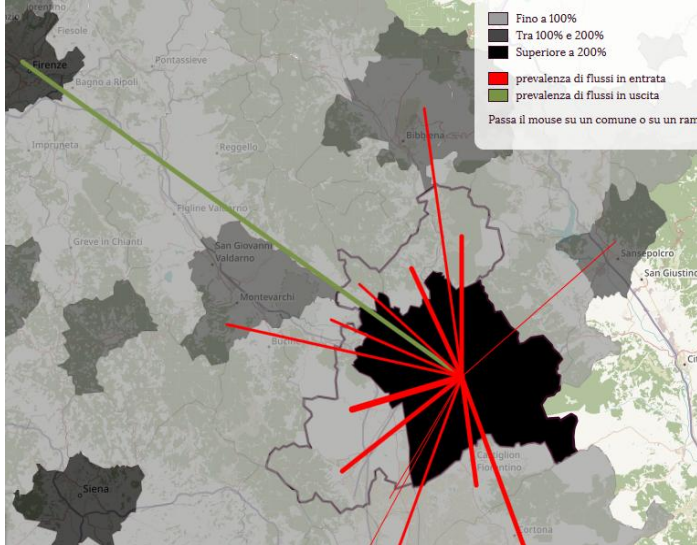 Fino a 100%
Tra 100% e 200%
Superiore a 200%
prevalenza di flussi in entrata
prevalenza di flussi in uscita
Passa il mouse su un comune o su un ram
Fiesole
Pontassieve
Firenze
Bagno a Ripoli
Bibbiena
Impruneta
Reggello
Figline Valdarno
Greve in Chianti
San Giovanni
Valdarno
Sansepolcro
San Giustino
Montevarchi
Castiglion
Fiorentino
Siena
Cortona